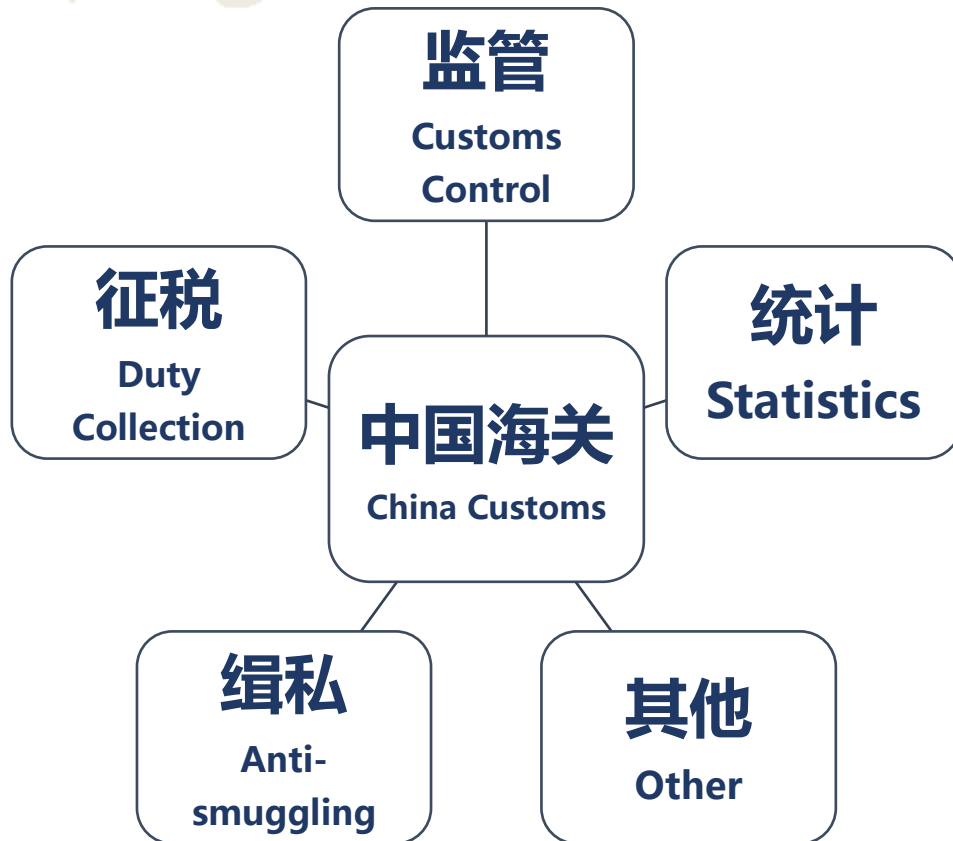 监管
Customs
Control
征税
Duty
Collection
统计
Statistics
中国海关
China Customs
缉私
Anti-
smuggling
其他
Other